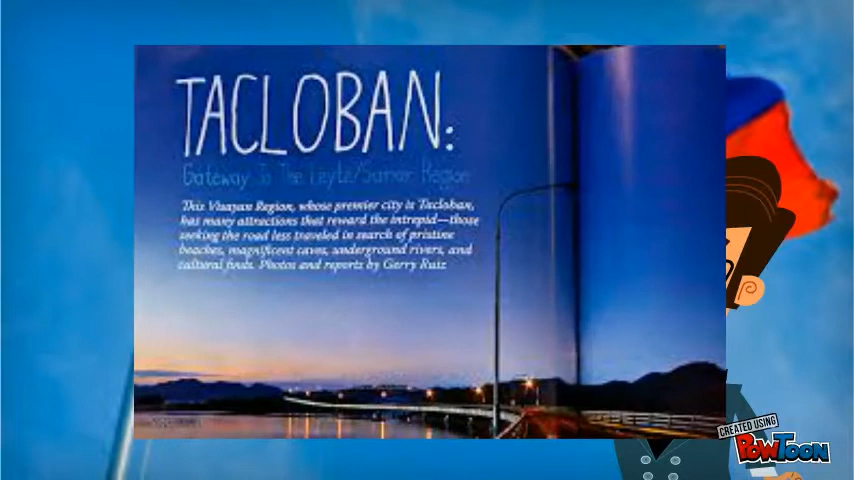 TACLOBAN:
Gateway To The Leyte/Samar Region
This Visayan Region, whose premier city is Tacloban,
has many attractions that reward the intrepid—those
seeking the road less traveled in search of pristine
beaches, magnificent caves, underground rivers, and
cultural finds. Photos and reports by Gerry Ruiz
CREATED USING
POWTOON